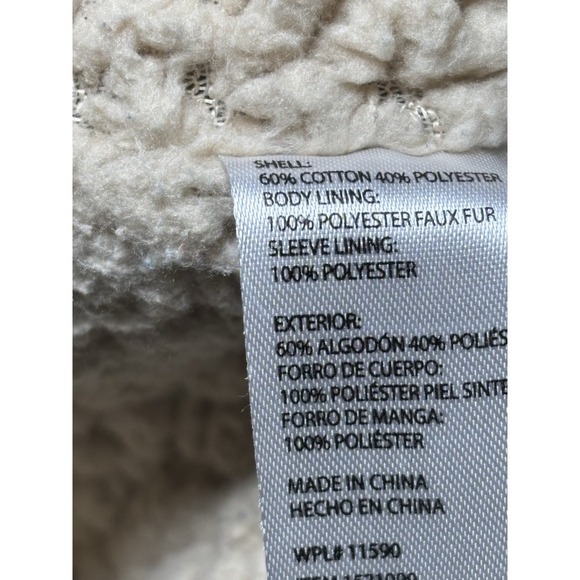 SHELL:
60% COTTON 40% POLYESTER
BODY LINING:
100% POLYESTER FAUX FUR
SLEEVE LINING:
100% POLYESTER
EXTERIOR:
60% ALGODÓN 40% POLIÉS
FORRO DE CUERPO:
100% POLIÉSTER PIEL SINTE
FORRO DE MANGA:
100% POLIÉSTER
MADE IN CHINA
HECHO EN CHINA
WPL# 11590
ITEM